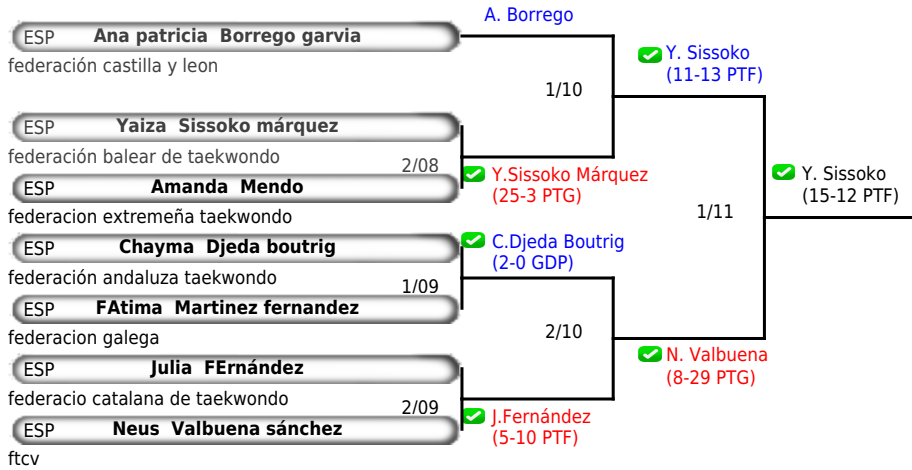 A. Borrego
ESP Ana patricia Borrego garvia
federación castilla y leon
Y. Sissoko
(11-13 PTF)
1/10
ESP Yaiza Sissoko márquez
federación balear de taekwondo
2/08
ESP Amanda Mendo
federacion extremeña taekwondo
Y.Sissoko Márquez
(25-3 PTG)
Y. Sissoko
(15-12 PTF)
1/11
ESP Chayma Djeda boutrig
federación andaluza taekwondo
C.Djeda Boutrig
(2-0 GDP)
1/09
ESP FAtima Martinez fernandez
federacion galega
2/10
N. Valbuena
(8-29 PTG)
ESP Julia FErnández
federacio catalana de taekwondo
2/09
ESP Neus Valbuena sánchez
ftcv
J.Fernández
(5-10 PTF)